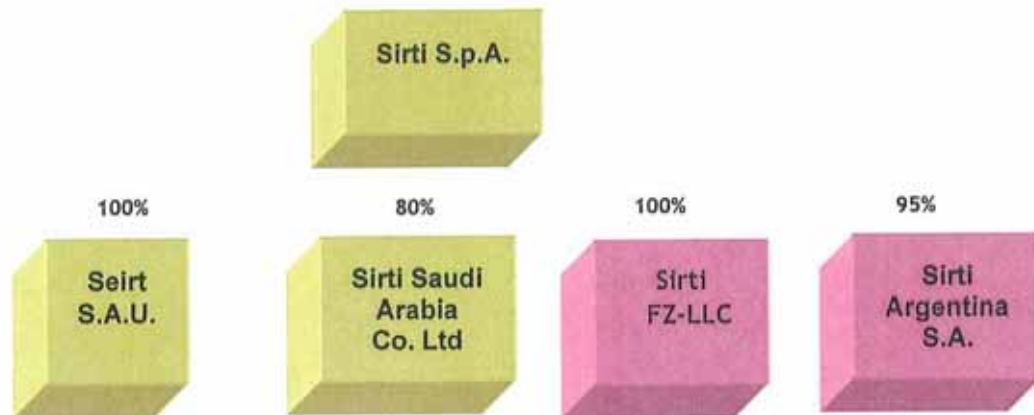 Sirti S.p.A.
100%
80%
100%
95%
Seirt
S.A.U.
Sirti Saudi
Arabia
Co. Ltd
Sirti
FZ-LLC
Sirti
Argentina
S.A.